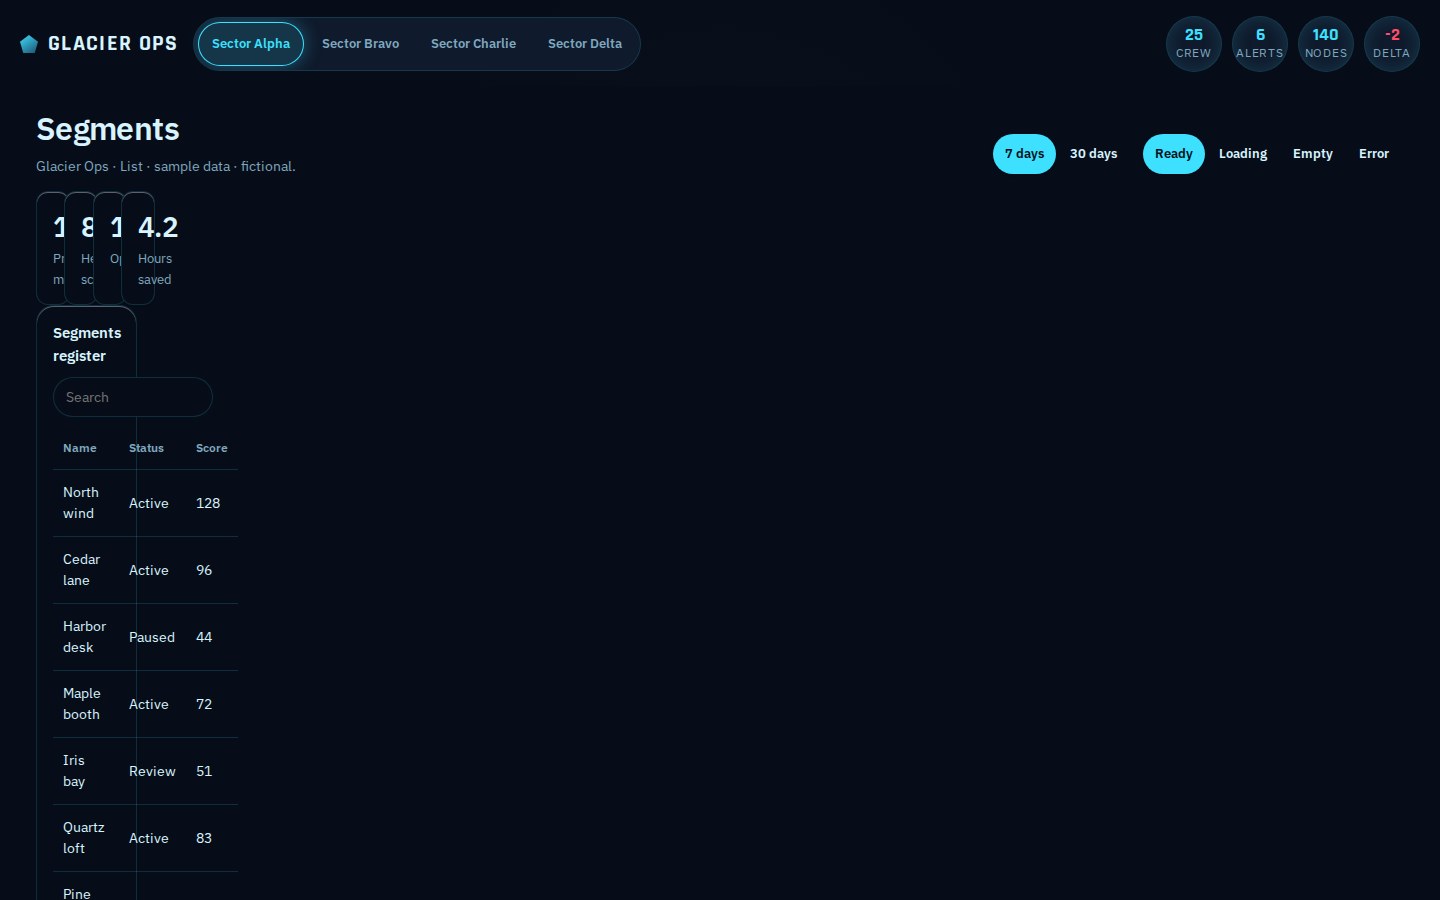 GLACIER OPS
Sector Alpha
Sector Bravo
Sector Charlie
Sector Delta
25
CREW
6
ALERTS
140
NODES
-2
DELTA
Segments
Glacier Ops · List · sample data · fictional.
7 days
30 days
Ready
Loading
Empty
Error
4.2
Hours
saved
Segments
register
Search
Name Status Score
North
wind
Active
128
Cedar
lane
Active
96
Harbor
desk
Paused
44
Maple
booth
Active
72
Iris
bay
Review
51
Quartz
loft
Active
83
Pine